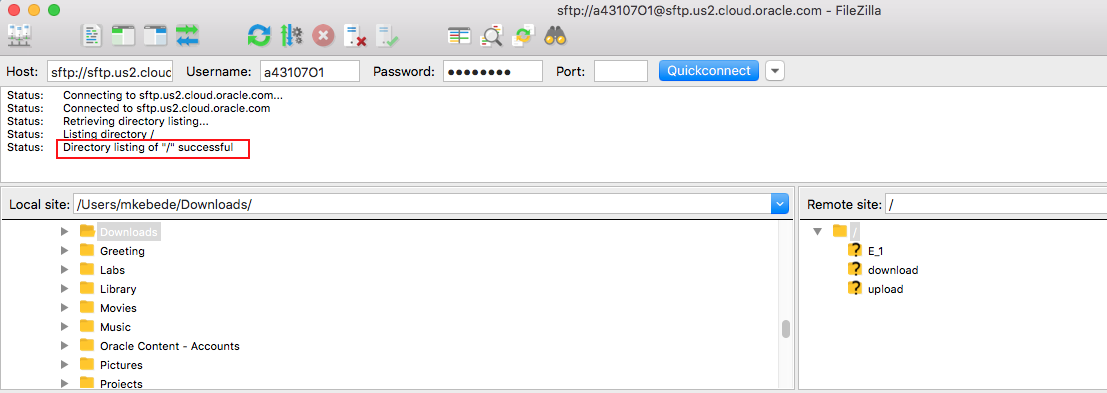 sftp://a43107O1@sftp.us2.cloud.oracle.com - FileZilla
Host: sftp://sftp.us2.cloud Username: a43107O1 Password: ●●●●●●●● Port: Quickconnect
Status: Connecting to sftp.us2.cloud.oracle.com...
Status: Connected to sftp.us2.cloud.oracle.com
Status: Retrieving directory listing...
Status: Listing directory /
Status: Directory listing of "/" successful
Local site: /Users/mkebede/Downloads/
Downloads
Greeting
Labs
Library
Movies
Music
Oracle Content - Accounts
Pictures
Projects
Remote site: /
/
E_1
download
upload